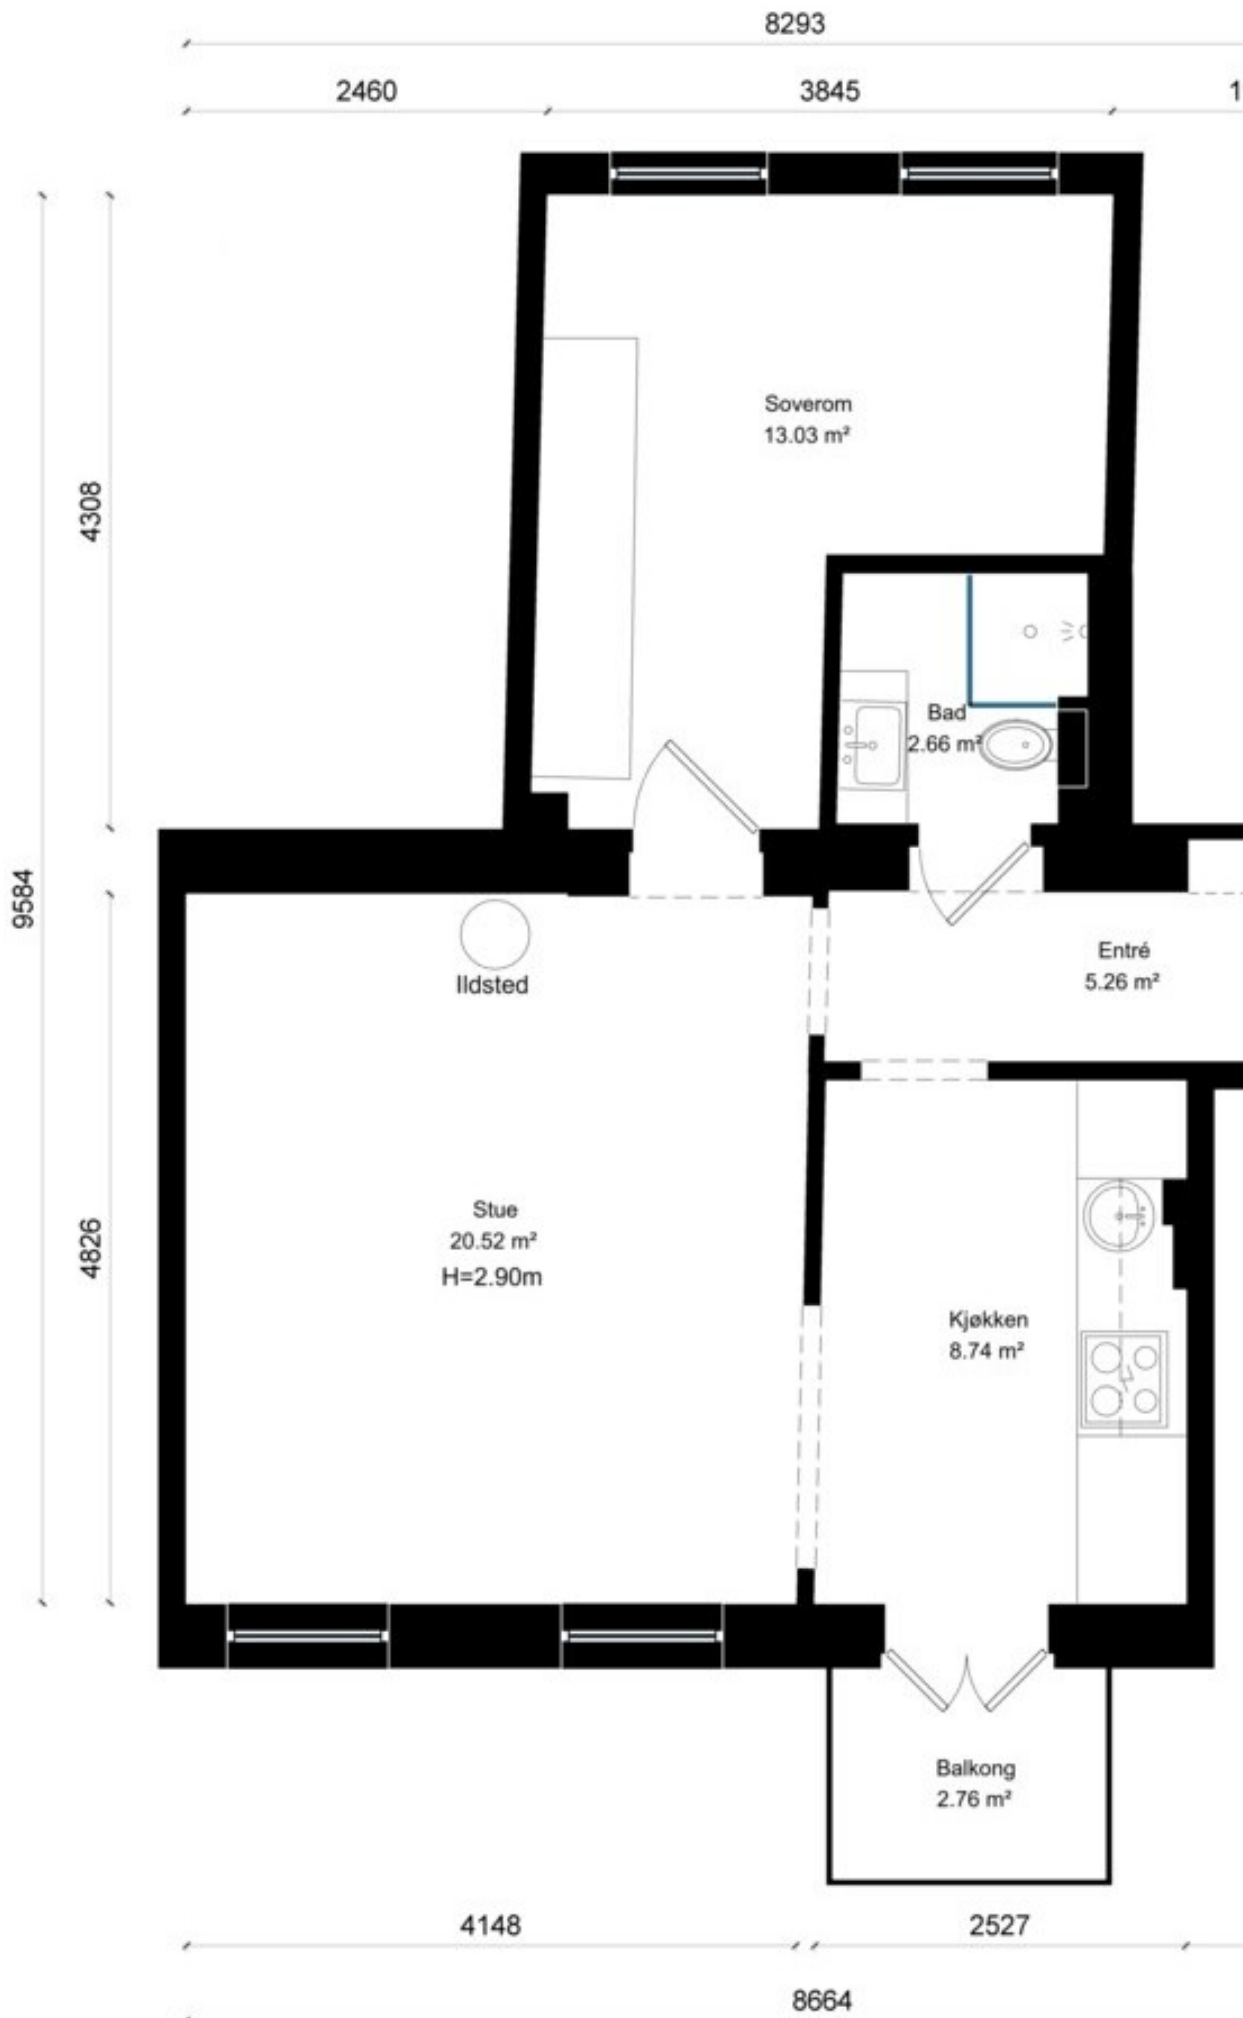 8293
2460
3845
1
Soverom
13.03 m²
4308
Bad
2.66 m²
9584
Entré
5.26 m²
Ildsted
Stue
20.52 m²
H=2.90m
4826
Kjøkken
8.74 m²
Balkong
2.76 m²
4148
2527
8664